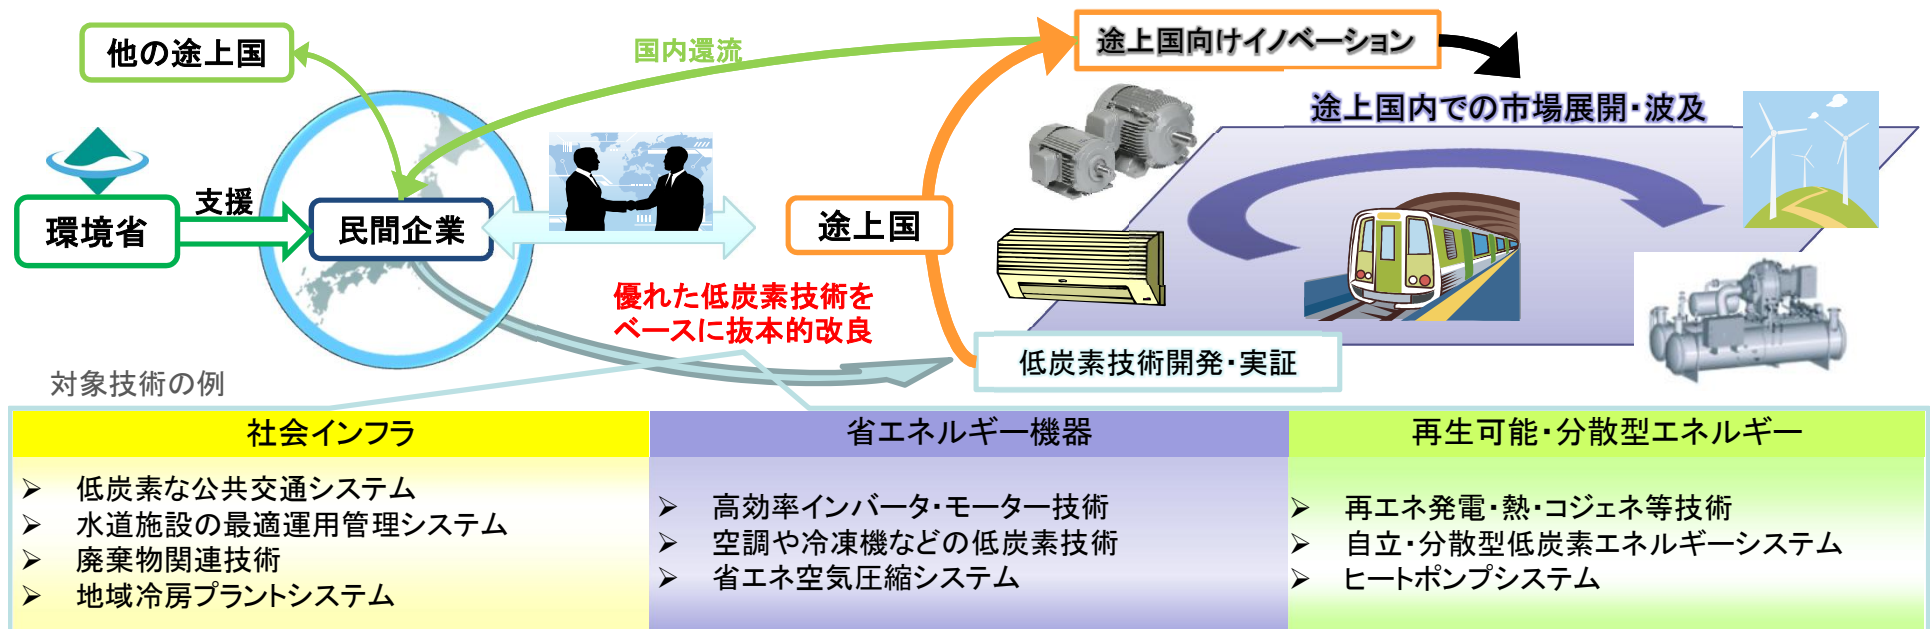 他の途上国
国内還流
途上国向けイノベーション
途上国内での市場展開・波及
支援
環境省
民間企業
途上国
優れた低炭素技術を
ベースに抜本的改良
低炭素技術開発・実証
対象技術の例
社会インフラ
➢ 低炭素な公共交通システム
➢ 水道施設の最適運用管理システム
➢ 廃棄物関連技術
➢ 地域冷房プラントシステム
省エネルギー機器
➢ 高効率インバータ・モーター技術
➢ 空調や冷凍機などの低炭素技術
➢ 省エネ空気圧縮システム
再生可能・分散型エネルギー
➢ 再エネ発電・熱・コジェネ等技術
➢ 自立・分散型低炭素エネルギーシステム
➢ ヒートポンプシステム